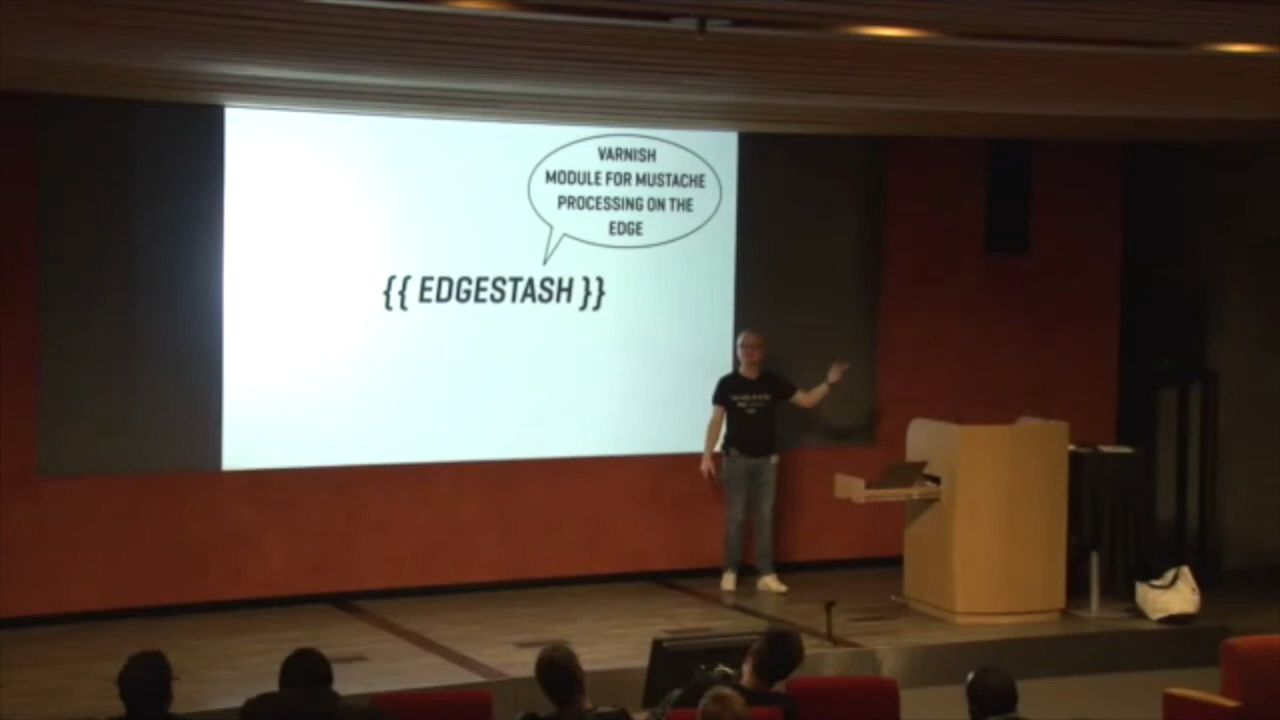 VARNISH
MODULE FOR MUSTACHE
PROCESSING ON THE
EDGE
{{ EDGESTASH }}